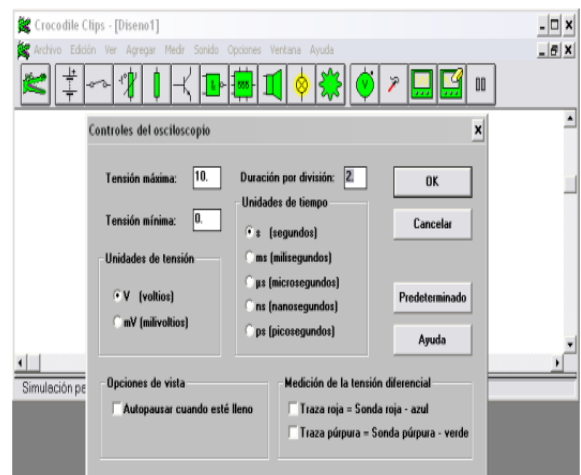 Crocodile Clips - [Diseno1]
Archivo Edición Ver Agregar Medir Sonido Opciones Ventana Ayuda
555
V
Controles del osciloscopio
Tensión máxima: 10.
Duración por división: 2.
OK
Tensión mínima: 0.
Unidades de tiempo
Cancelar
s (segundos)
Unidades de tensión
ms (milisegundos)
µs (microsegundos)
V (voltios)
ns (nanosegundos)
Predeterminado
mV (milivoltios)
ps (picosegundos)
Ayuda
Simulación pe
Opciones de vista
Medición de la tensión diferencial
Autopausar cuando esté lleno
Traza roja = Sonda roja - azul
Traza púrpura = Sonda púrpura - verde